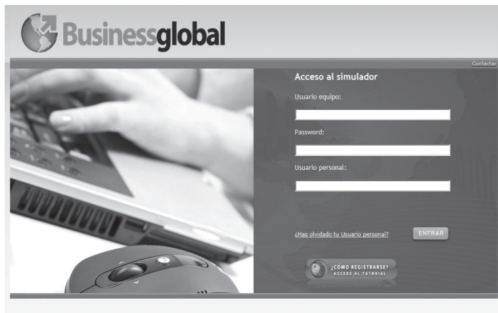 Businessglobal
Contactar
Acceso al simulador
Usuario equipo:
Password:
Usuario personal:
¿Has olvidado tu Usuario personal?
ENTRAR
¿CÓMO REGISTRARSE?
ACCESO AL TUTORIAL